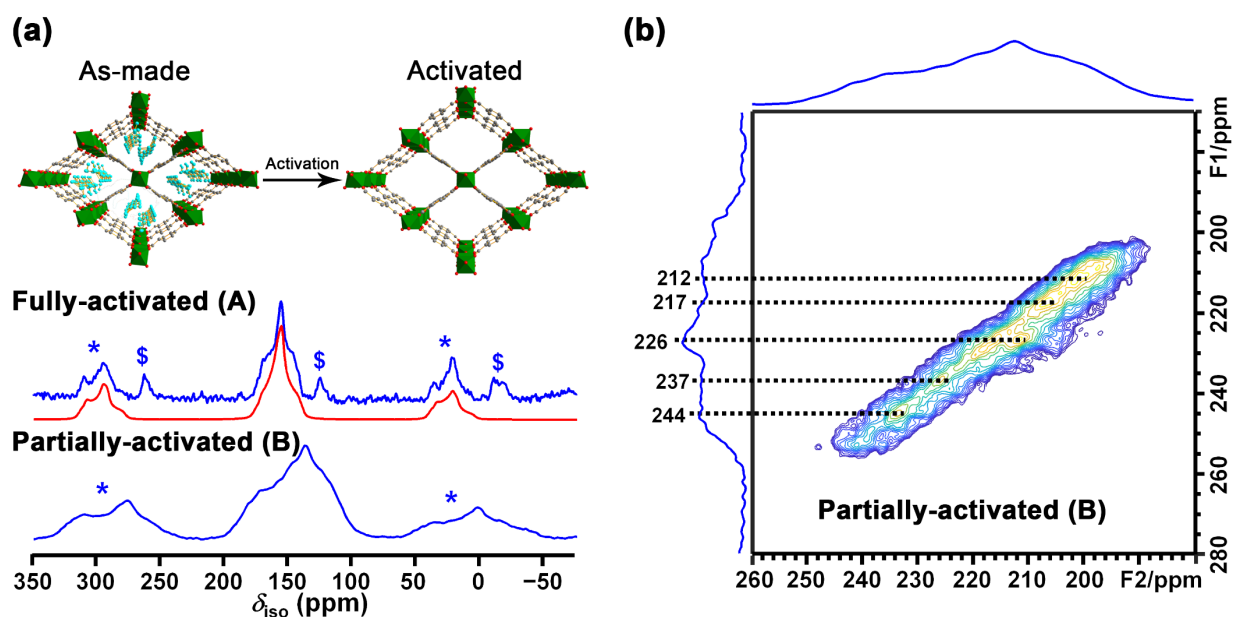 (a)
As-made
Activated
Activation
Fully-activated (A)
* $ $ * $
Partially-activated (B)
* *
350 300 250 200 150 100 50 0 −50
δiso (ppm)
(b)
F1/ppm
200
220
240
260
280
212
217
226
237
244
Partially-activated (B)
260 250 240 230 220 210 200 F2/ppm